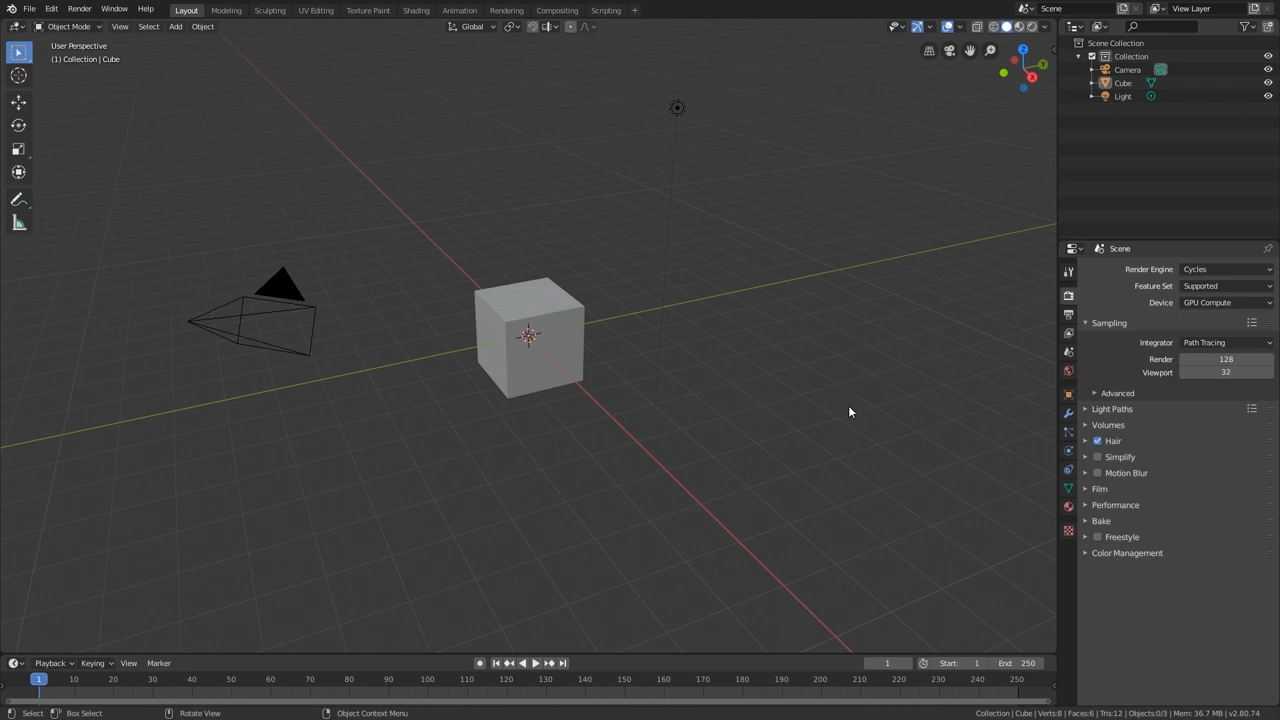 File Edit Render Window Help Layout Modeling Sculpting UV Editing Texture Paint Shading Animation Rendering Compositing Scripting + Scene View Layer
Object Mode View Select Add Object Global
User Perspective
(1) Collection | Cube
Z
Y
X
Scene Collection
Collection
Camera
Cube
Light
Scene
Render Engine Cycles
Feature Set Supported
Device GPU Compute
Sampling
Integrator Path Tracing
Render 128
Viewport 32
Advanced
Light Paths
Volumes
Hair
Simplify
Motion Blur
Film
Performance
Bake
Freestyle
Color Management
Playback Keying View Marker 1 Start: 1 End: 250
1 10 20 30 40 50 60 70 80 90 100 110 120 130 140 150 160 170 180 190 200 210 220 230 240 250
Select Box Select Rotate View Object Context Menu Collection | Cube | Verts:8 | Faces:6 | Tris:12 | Objects:0/3 | Mem: 36.7 MB | v2.80.74